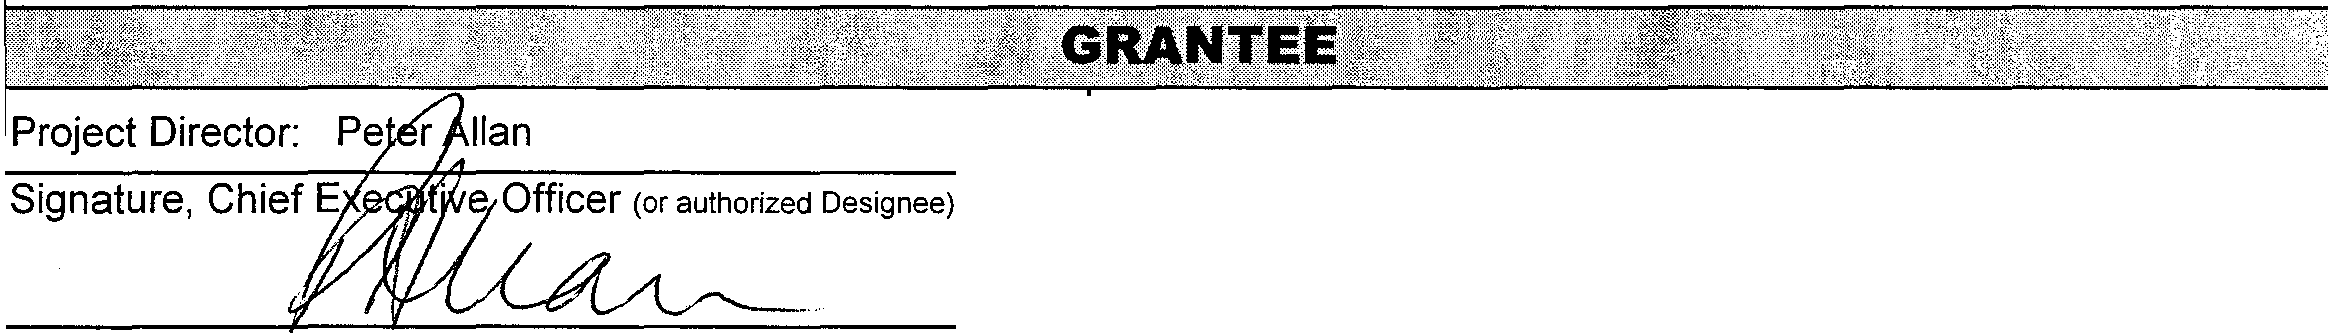 GRANTEE
Project Director: Peter Allan
Signature, Chief Executive Officer (or authorized Designee)